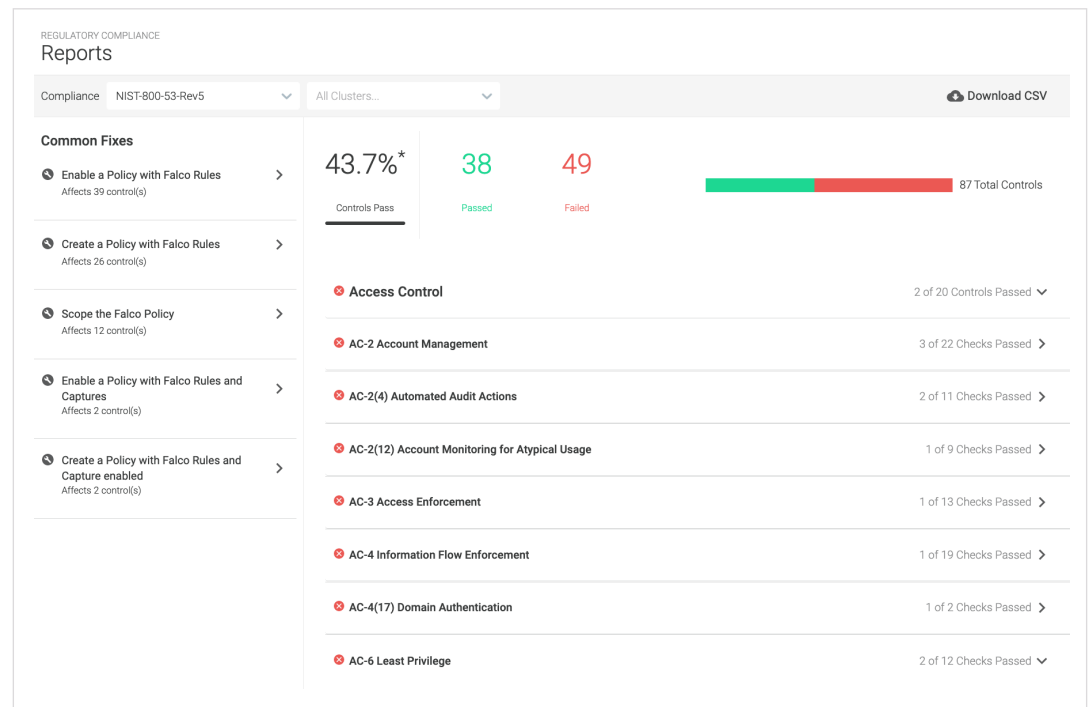 REGULATORY COMPLIANCE
Reports
Compliance NIST-800-53-Rev5 All Clusters... Download CSV
Common Fixes
Enable a Policy with Falco Rules
Affects 39 control(s)
Create a Policy with Falco Rules
Affects 26 control(s)
Scope the Falco Policy
Affects 12 control(s)
Enable a Policy with Falco Rules and
Captures
Affects 2 control(s)
Create a Policy with Falco Rules and
Capture enabled
Affects 2 control(s)
43.7%* 38 49
Controls Pass Passed Failed
87 Total Controls
Access Control 2 of 20 Controls Passed
AC-2 Account Management 3 of 22 Checks Passed
AC-2(4) Automated Audit Actions 2 of 11 Checks Passed
AC-2(12) Account Monitoring for Atypical Usage 1 of 9 Checks Passed
AC-3 Access Enforcement 1 of 13 Checks Passed
AC-4 Information Flow Enforcement 1 of 19 Checks Passed
AC-4(17) Domain Authentication 1 of 2 Checks Passed
AC-6 Least Privilege 2 of 12 Checks Passed